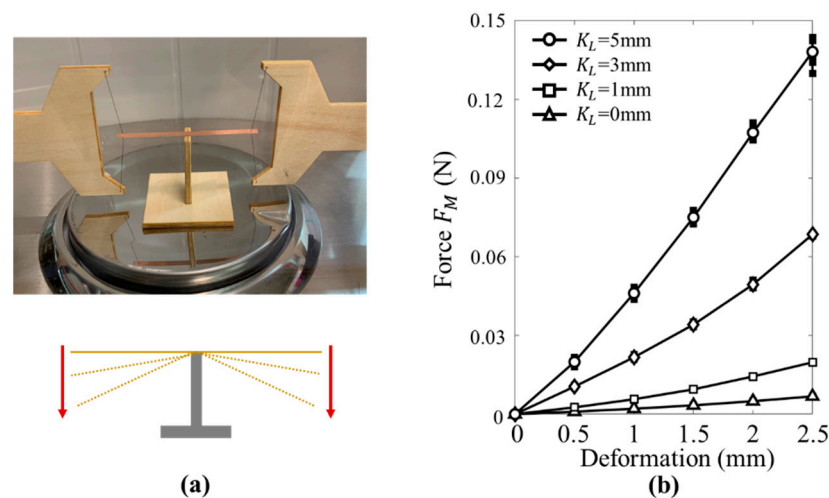 0.15
0.12
0.09
0.06
0.03
0
Force F_M (N)
K_L=5mm
K_L=3mm
K_L=1mm
K_L=0mm
0 0.5 1 1.5 2 2.5
Deformation (mm)
(a) (b)